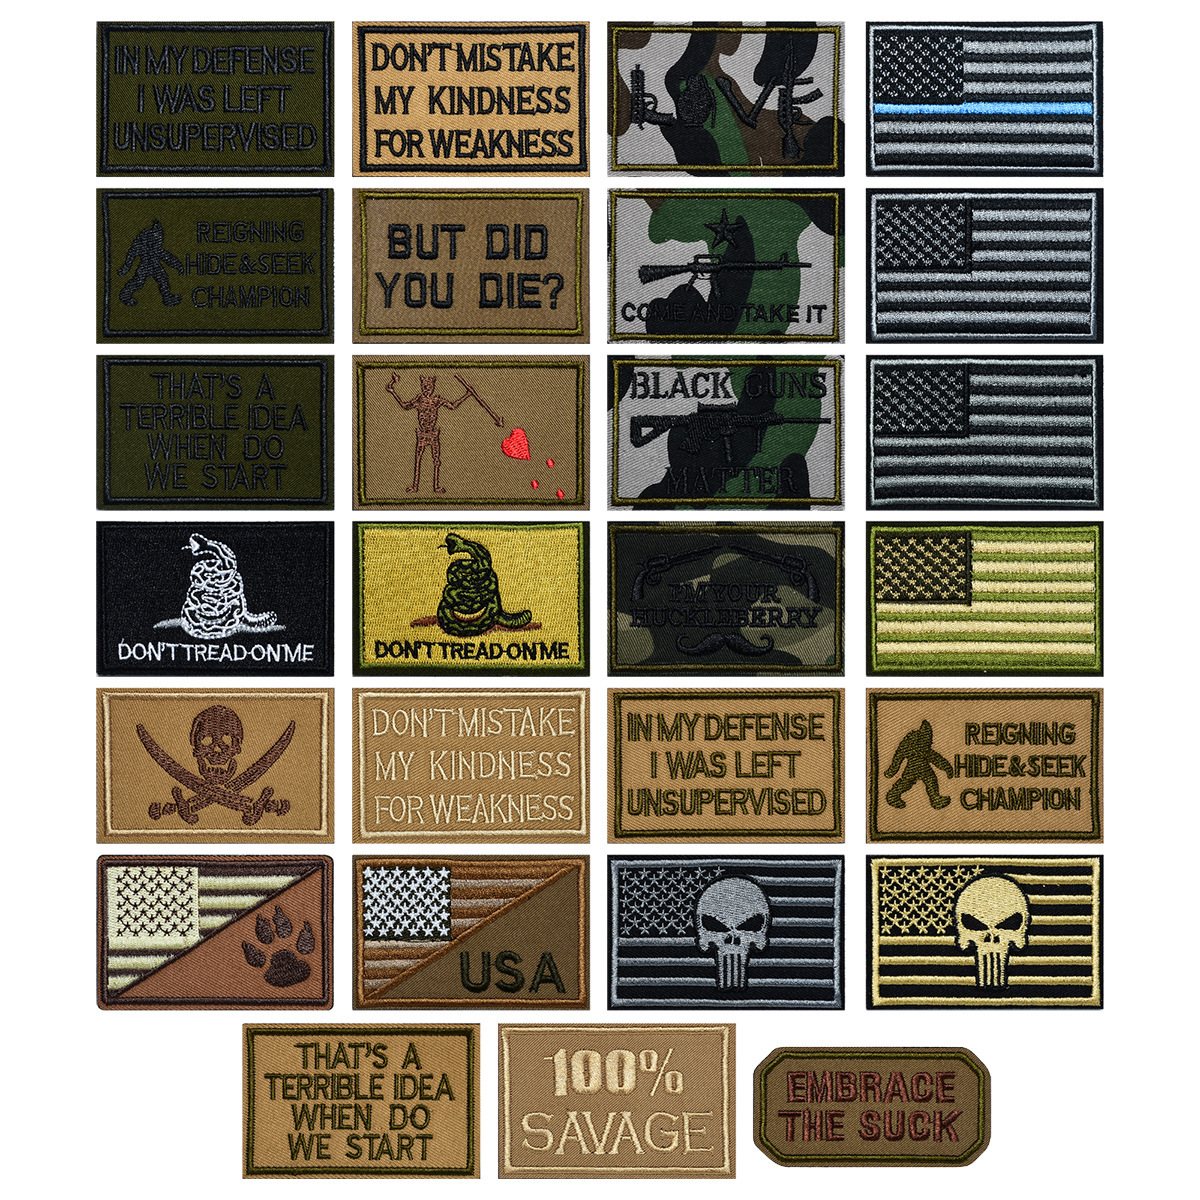 IN MY DEFENSE
I WAS LEFT
UNSUPERVISED
DON'T MISTAKE
MY KINDNESS
FOR WEAKNESS
REIGNING
HIDE&SEEK
CHAMPION
BUT DID
YOU DIE?
COME AND TAKE IT
THAT'S A
TERRIBLE IDEA
WHEN DO
WE START
BLACK GUNS
MATTER
DON'T TREAD-ON ME
DON'T TREAD-ON ME
I'M YOUR
HUCKLEBERRY
DON'T MISTAKE
MY KINDNESS
FOR WEAKNESS
IN MY DEFENSE
I WAS LEFT
UNSUPERVISED
REIGNING
HIDE&SEEK
CHAMPION
USA
THAT'S A
TERRIBLE IDEA
WHEN DO
WE START
100%
SAVAGE
EMBRACE
THE SUCK